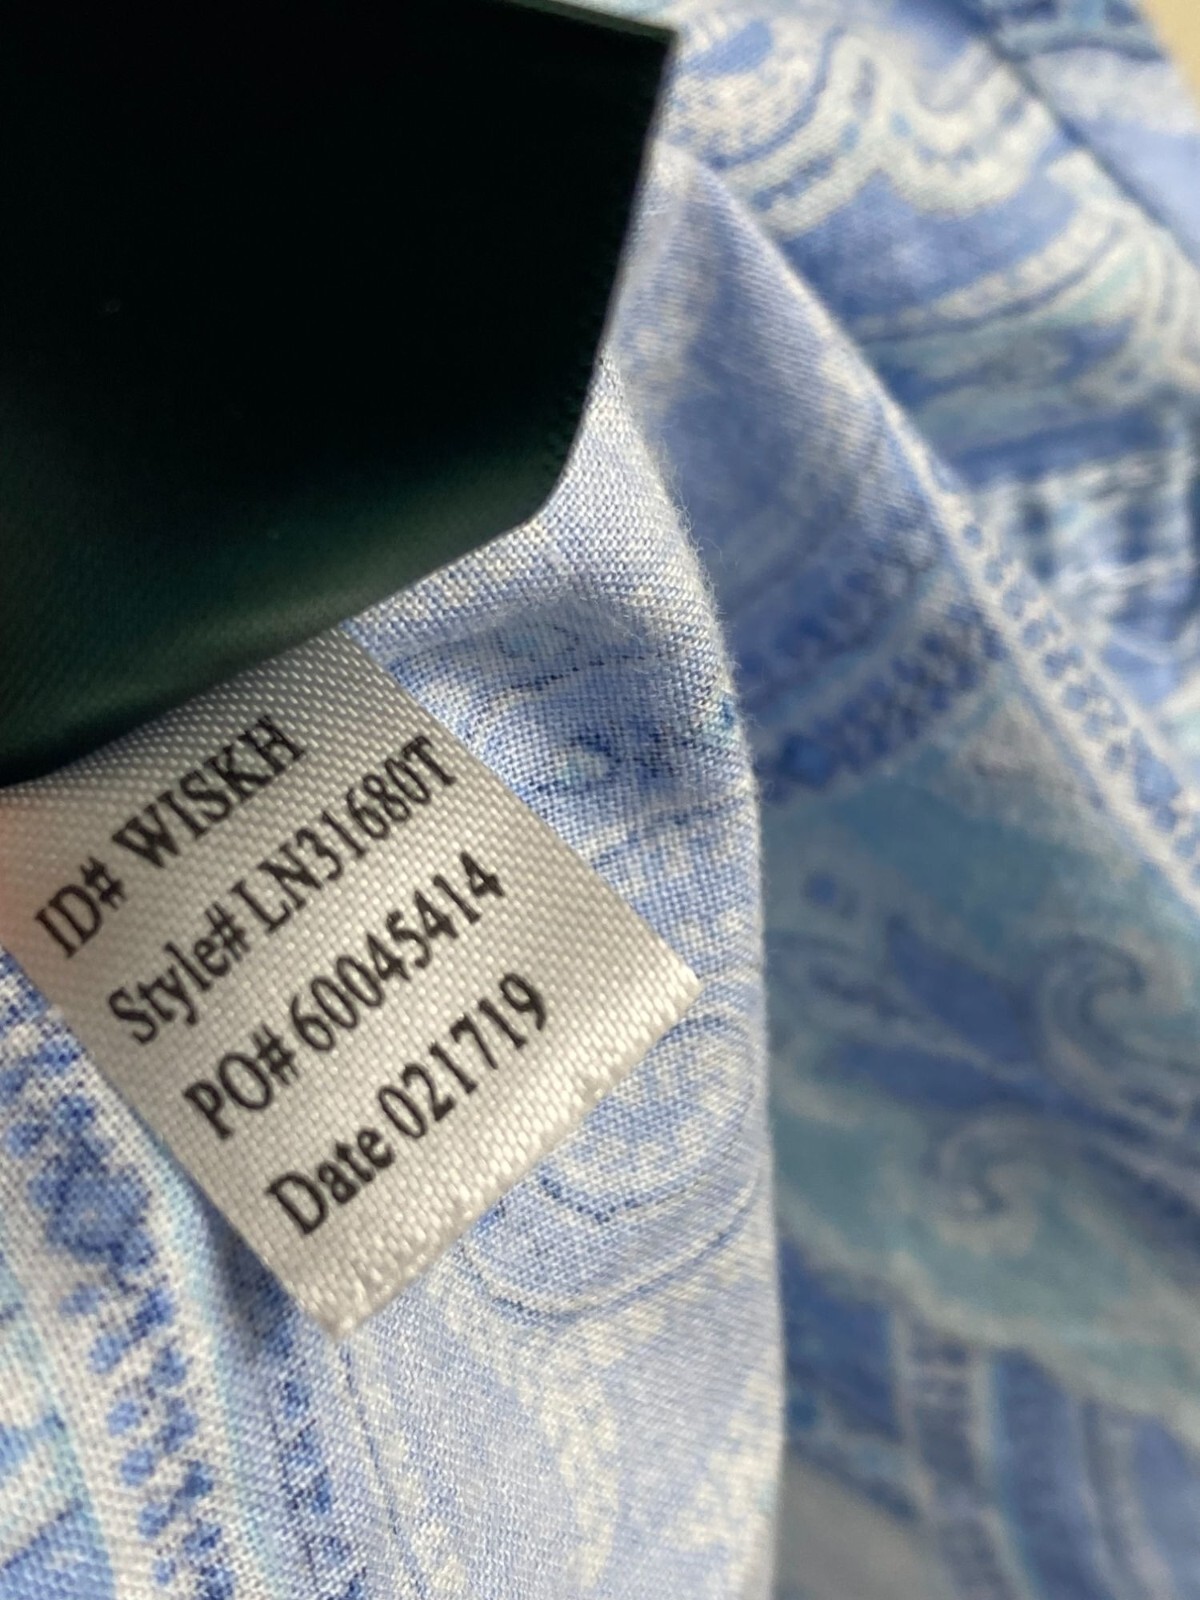 ID# WISKH
Style# LN31680T
PO# 60045414
Date 021719